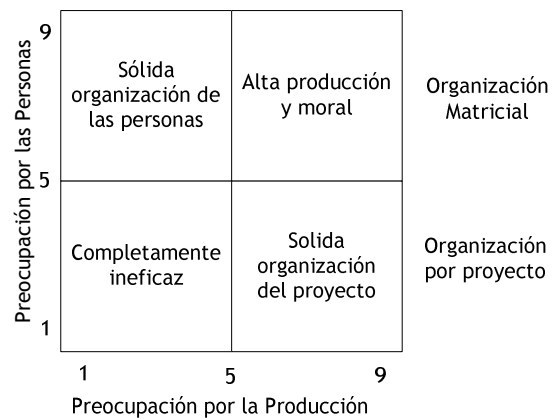 Preocupación por las Personas
9
5
1
Sólida
organización de
las personas
Alta producción
y moral
Organización
Matricial
Completamente
ineficaz
Solida
organización
del proyecto
Organización
por proyecto
1
5
9
Preocupación por la Producción